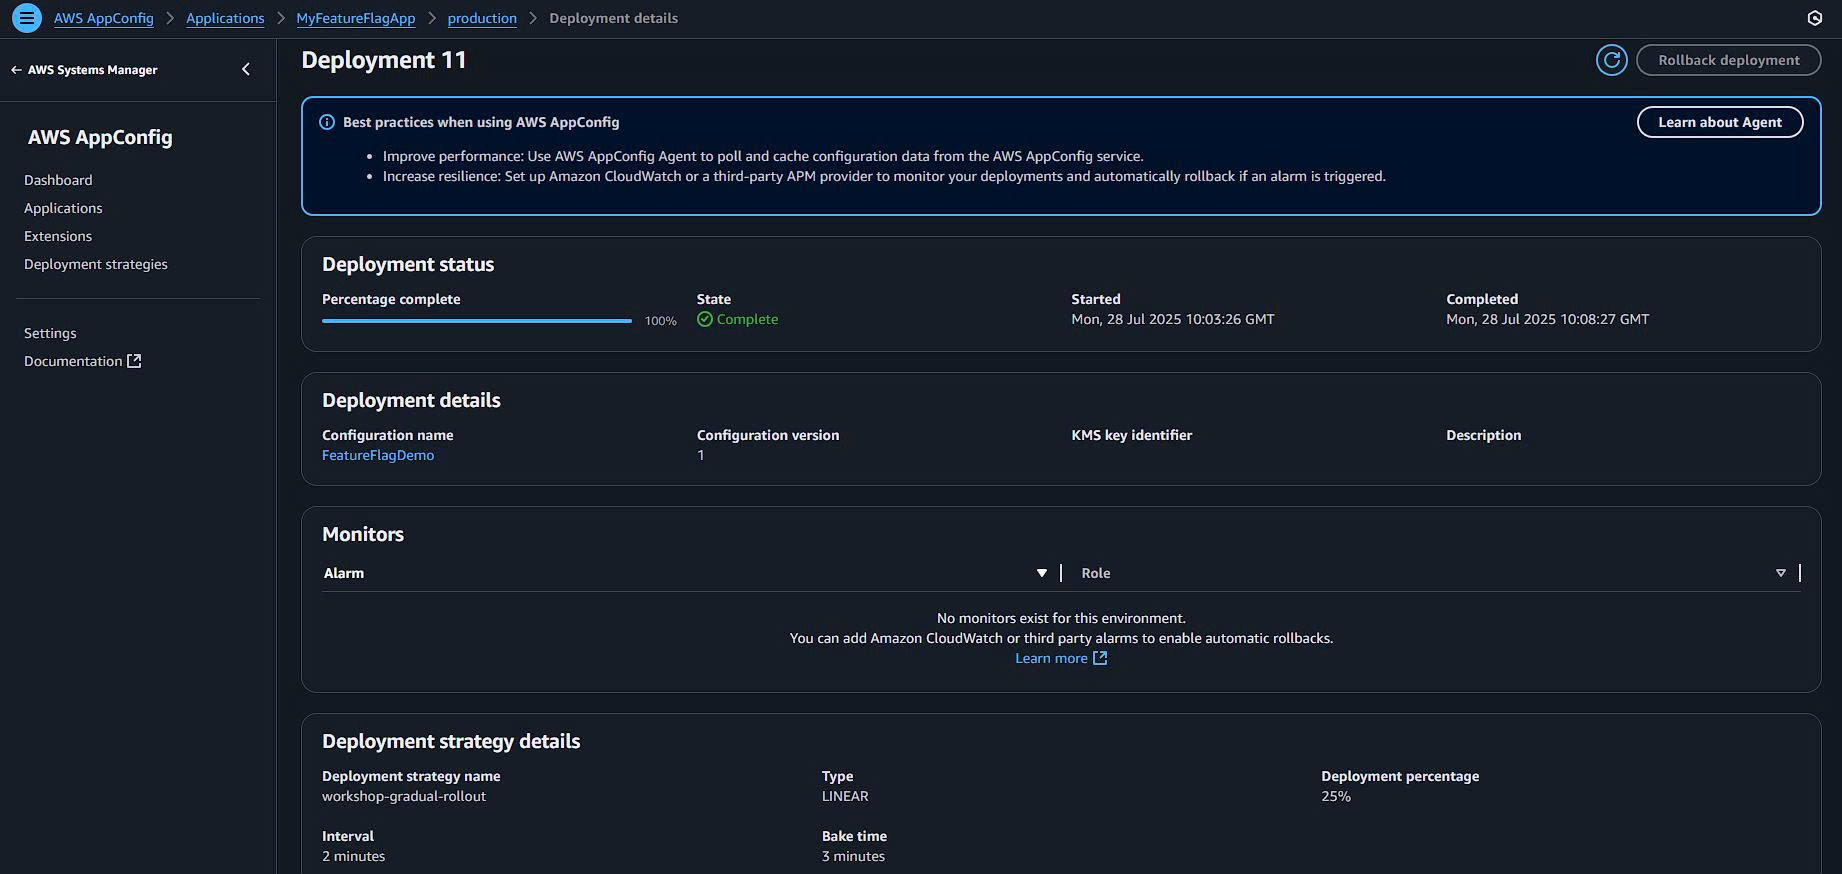 AWS AppConfig > Applications > MyFeatureFlagApp > production > Deployment details
← AWS Systems Manager
AWS AppConfig
Dashboard
Applications
Extensions
Deployment strategies
Settings
Documentation
Deployment 11
Rollback deployment
Best practices when using AWS AppConfig
Learn about Agent
• Improve performance: Use AWS AppConfig Agent to poll and cache configuration data from the AWS AppConfig service.
• Increase resilience: Set up Amazon CloudWatch or a third-party APM provider to monitor your deployments and automatically rollback if an alarm is triggered.
Deployment status
Percentage complete State Started Completed
100% Complete Mon, 28 Jul 2025 10:03:26 GMT Mon, 28 Jul 2025 10:08:27 GMT
Deployment details
Configuration name Configuration version KMS key identifier Description
FeatureFlagDemo 1
Monitors
Alarm Role
No monitors exist for this environment.
You can add Amazon CloudWatch or third party alarms to enable automatic rollbacks.
Learn more
Deployment strategy details
Deployment strategy name Type Deployment percentage
workshop-gradual-rollout LINEAR 25%
Interval Bake time
2 minutes 3 minutes